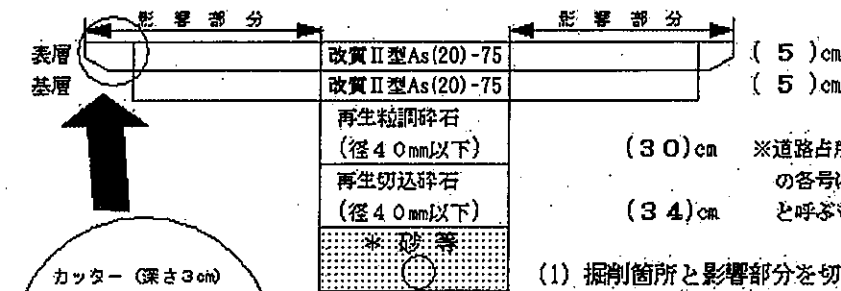 影響部分 影響部分
表層 改質Ⅱ型As(20)-75 (5)cm
基層 改質Ⅱ型As(20)-75 (5)cm
再生粒調砕石
(径40mm以下) (30)cm ※道路占
の各号
再生切込砕石
(径40mm以下) (34)cm と呼ぶ
*砂等
カッター(深さ3cm)
(1) 掘削箇所と影響部分を切